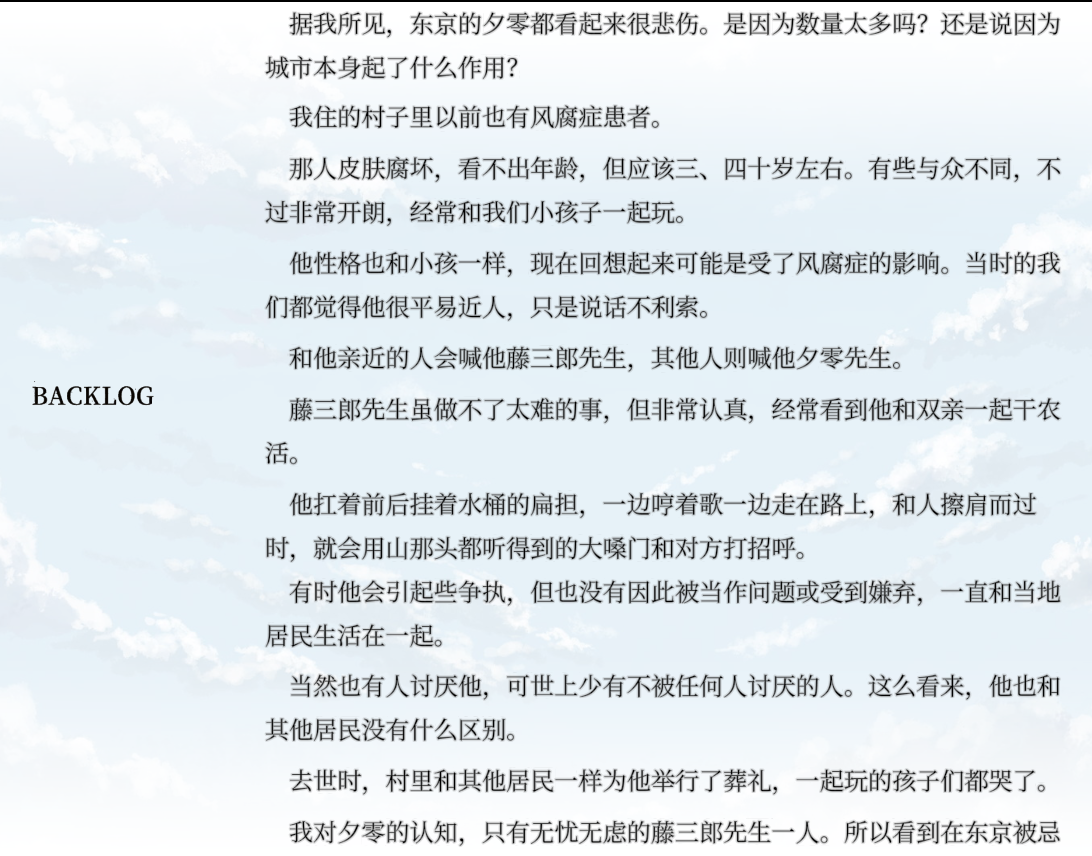 据我所见，东京的夕零都看起来很悲伤。是因为数量太多吗？还是说因为
城市本身起了什么作用？
我住的村子里以前也有风腐症患者。
那人皮肤腐坏，看不出年龄，但应该三、四十岁左右。有些与众不同，不
过非常开朗，经常和我们小孩子一起玩。
他性格也和小孩一样，现在回想起来可能是受了风腐症的影响。当时的我
们都觉得他很平易近人，只是说话不利索。
和他亲近的人会喊他藤三郎先生，其他人则喊他夕零先生。
BACKLOG
藤三郎先生虽做不了太难的事，但非常认真，经常看到他和双亲一起干农
活。
他扛着前后挂着水桶的扁担，一边哼着歌一边走在路上，和人擦肩而过
时，就会用山那头都听得到的大嗓门和对方打招呼。
有时他会引起些争执，但也没有因此被当作问题或受到嫌弃，一直和当地
居民生活在一起。
当然也有人讨厌他，可世上少有不被任何人讨厌的人。这么看来，他也和
其他居民没有什么区别。
去世时，村里和其他居民一样为他举行了葬礼，一起玩的孩子们都哭了。
我对夕零的认知，只有无忧无虑的藤三郎先生一人。所以看到在东京被忌